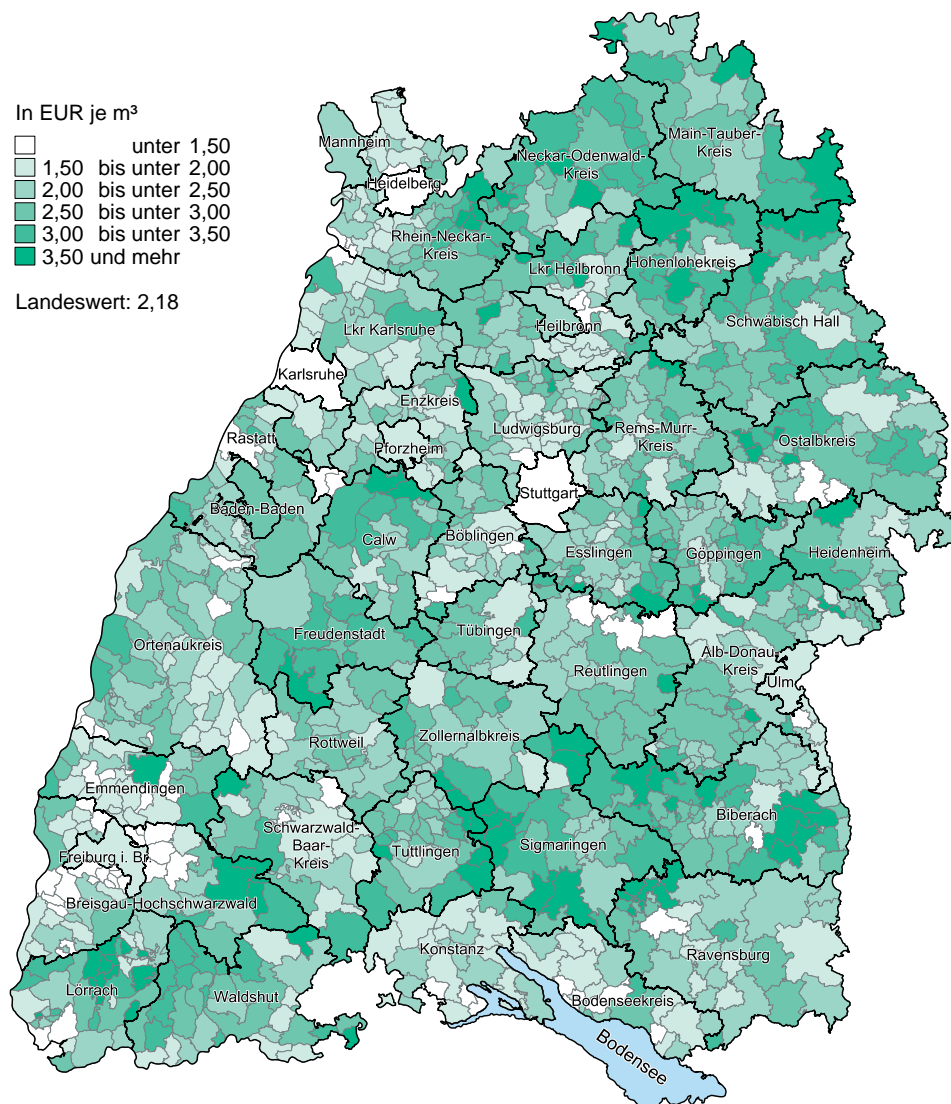 In EUR je m³
unter 1,50
1,50 bis unter 2,00
2,00 bis unter 2,50
2,50 bis unter 3,00
3,00 bis unter 3,50
3,50 und mehr
Landeswert: 2,18
Mannheim
Heidelberg
Neckar-Odenwald-
Kreis
Main-Tauber-
Kreis
Rhein-Neckar-
Kreis
Lkr Heilbronn
Hohenlohekreis
Lkr Karlsruhe
Heilbronn
Schwäbisch Hall
Karlsruhe
Enzkreis
Ludwigsburg
Rems-Murr-
Kreis
Ostalbkreis
Rastatt
Pforzheim
Stuttgart
Baden-Baden
Calw
Böblingen
Esslingen
Göppingen
Heidenheim
Ortenaukreis
Freudenstadt
Tübingen
Reutlingen
Alb-Donau-
Kreis
Ulm
Rottweil
Zollernalbkreis
Emmendingen
Schwarzwald-
Baar-
Kreis
Tuttlingen
Sigmaringen
Biberach
Freiburg i. Br.
Breisgau-Hochschwarzwald
Konstanz
Ravensburg
Lörrach
Waldshut
Bodenseekreis
Bodensee